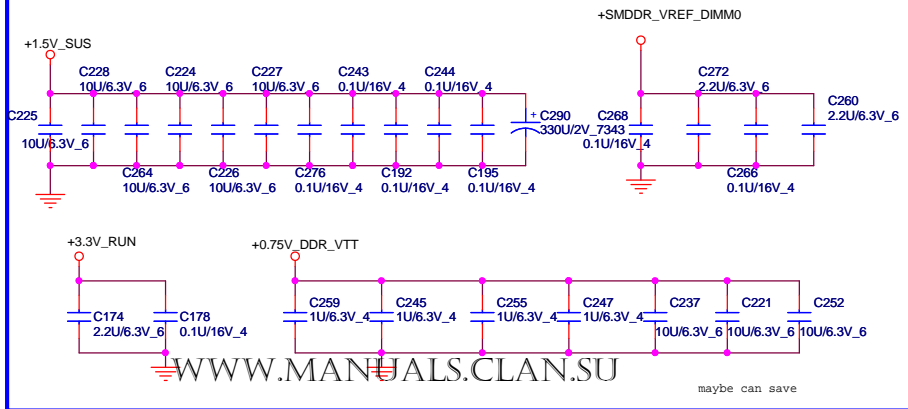 +SMDDR_VREF_DIMM0
+1.5V_SUS
C228
10U/6.3V_6
C224
10U/6.3V_6
C227
10U/6.3V_6
C243
0.1U/16V_4
C244
0.1U/16V_4
C272
2.2U/6.3V_6
C225
10U/6.3V_6
+ C290
330U/2V_7343
C268
0.1U/16V_4
C260
2.2U/6.3V_6
C264
10U/6.3V_6
C226
10U/6.3V_6
C276
0.1U/16V_4
C192
0.1U/16V_4
C195
0.1U/16V_4
C266
0.1U/16V_4
+3.3V_RUN
+0.75V_DDR_VTT
C174
2.2U/6.3V_6
C178
0.1U/16V_4
C259
1U/6.3V_4
C245
1U/6.3V_4
C255
1U/6.3V_4
C247
1U/6.3V_4
C237
10U/6.3V_6
C221
10U/6.3V_6
C252
10U/6.3V_6
WWW.MANUALS.CLAN.SU
maybe can save